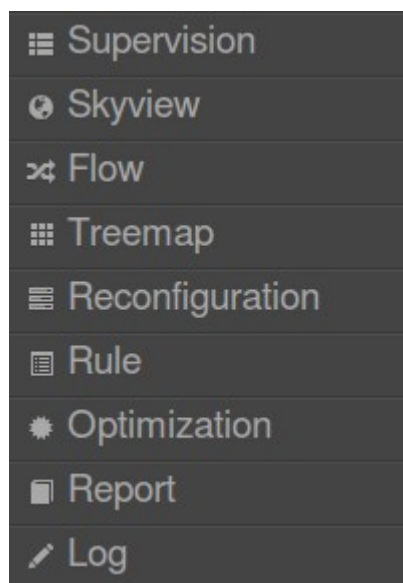 Supervision
Skyview
Flow
Treemap
Reconfiguration
Rule
Optimization
Report
Log